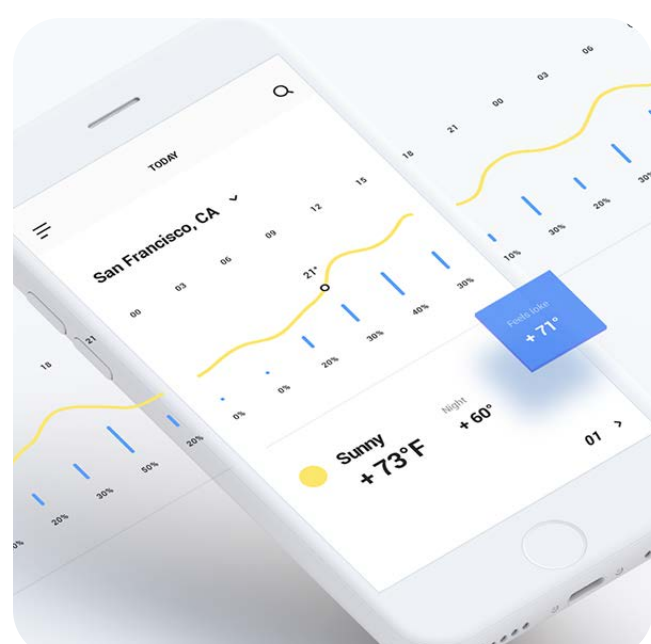 TODAY
San Francisco, CA
00 03 06 09 12 15
21°
0% 0% 20% 30% 40% 30%
Sunny
+73°F
Night
+60°
Feels loke
+71°
01 >
18 21
20% 30% 50% 20%
18 21 00 03 06
10% 30% 20% 30%